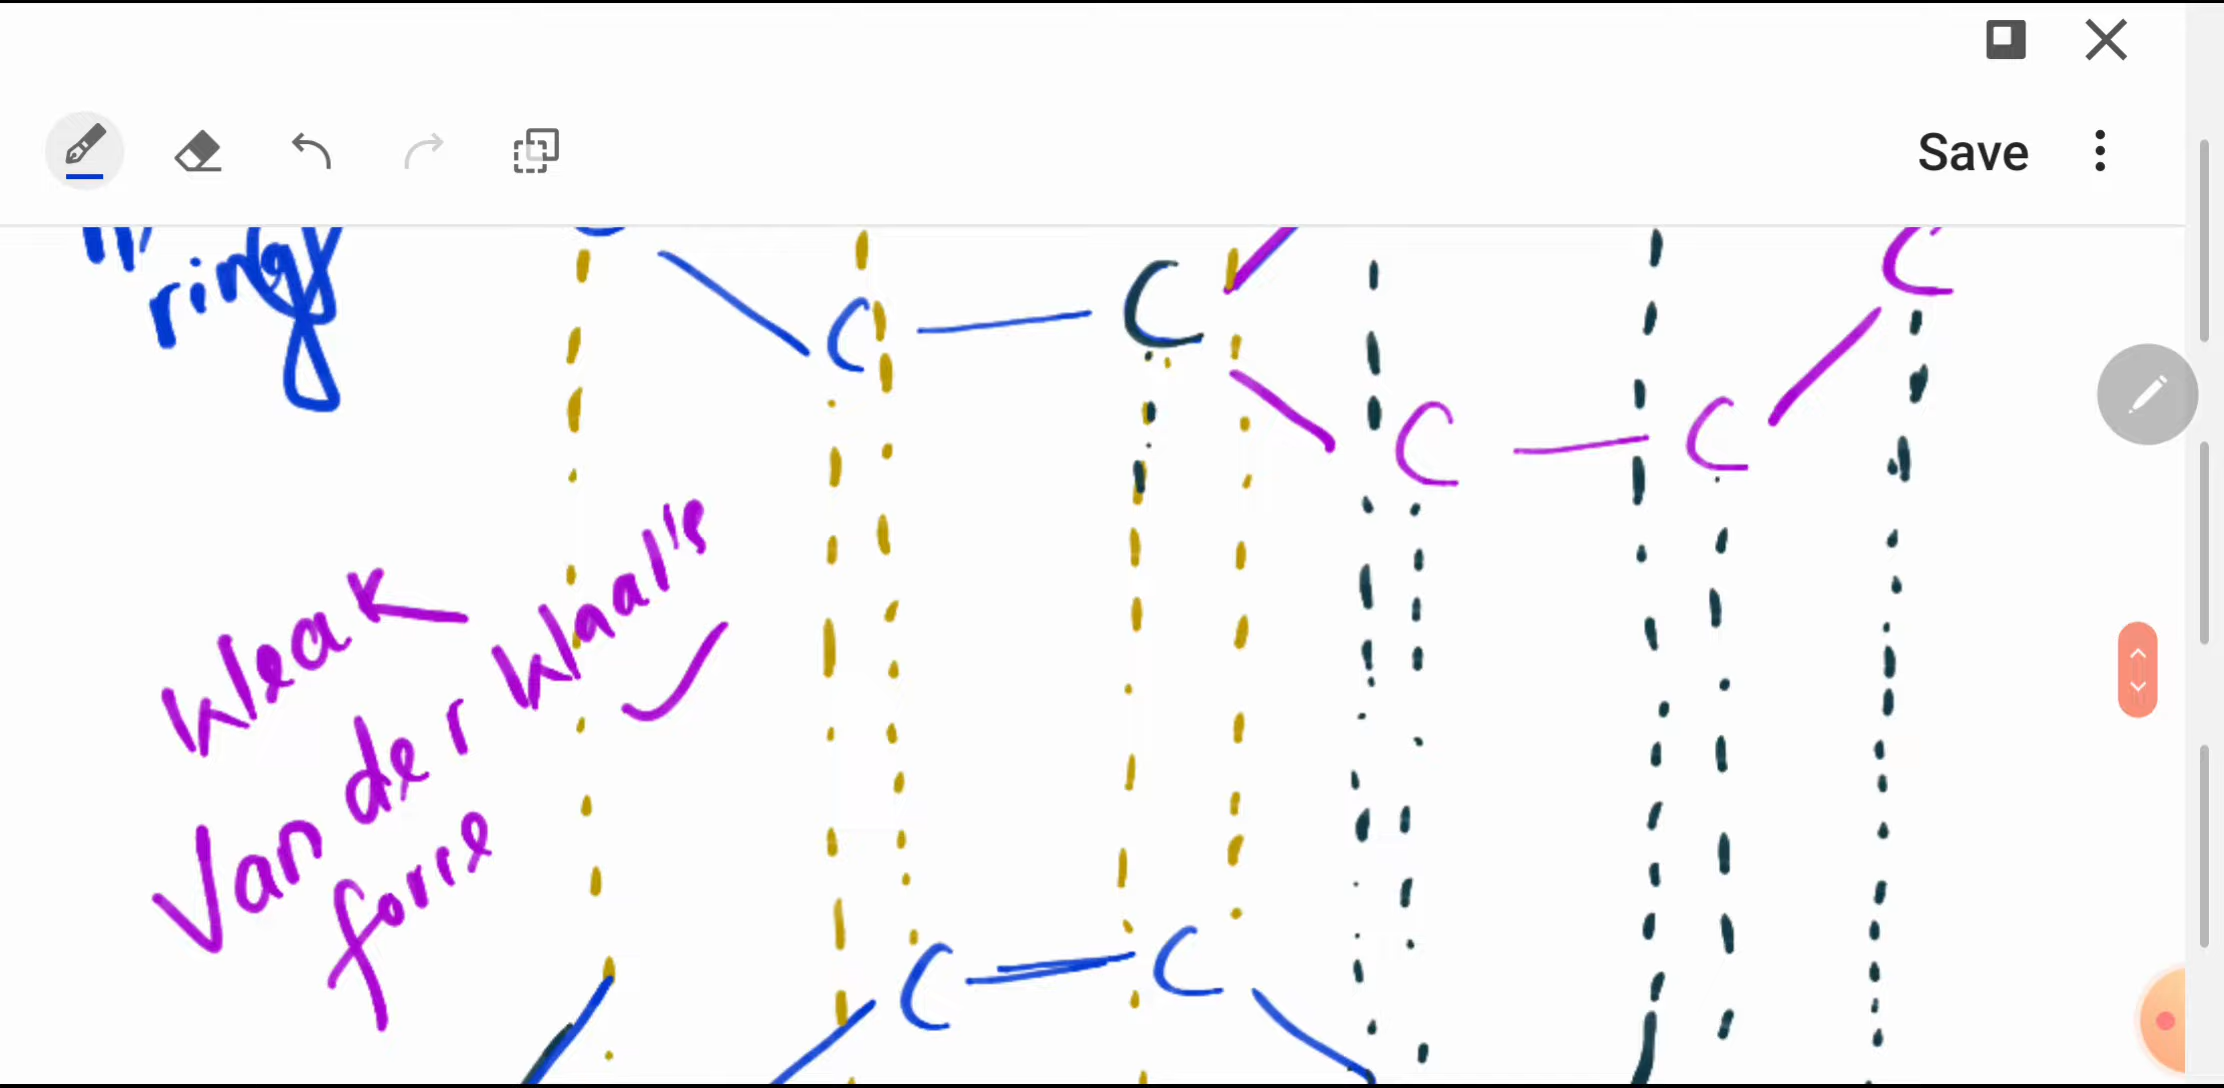 Save
ring
C
C C
C C
Weak
Van der Waal's
force
C = C